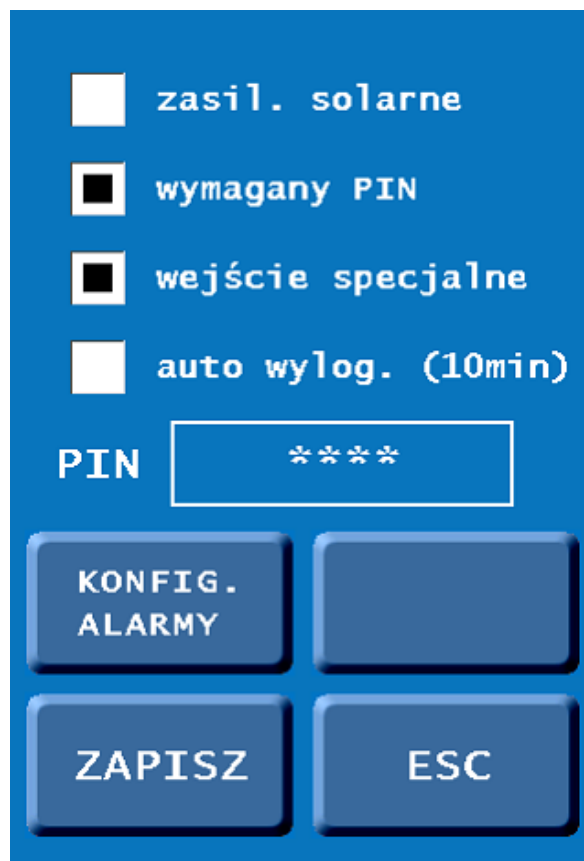 zasil. solarne
wymagany PIN
wejście specjalne
auto wylog. (10min)
PIN ****
KONFIG.
ALARMY
ZAPISZ ESC